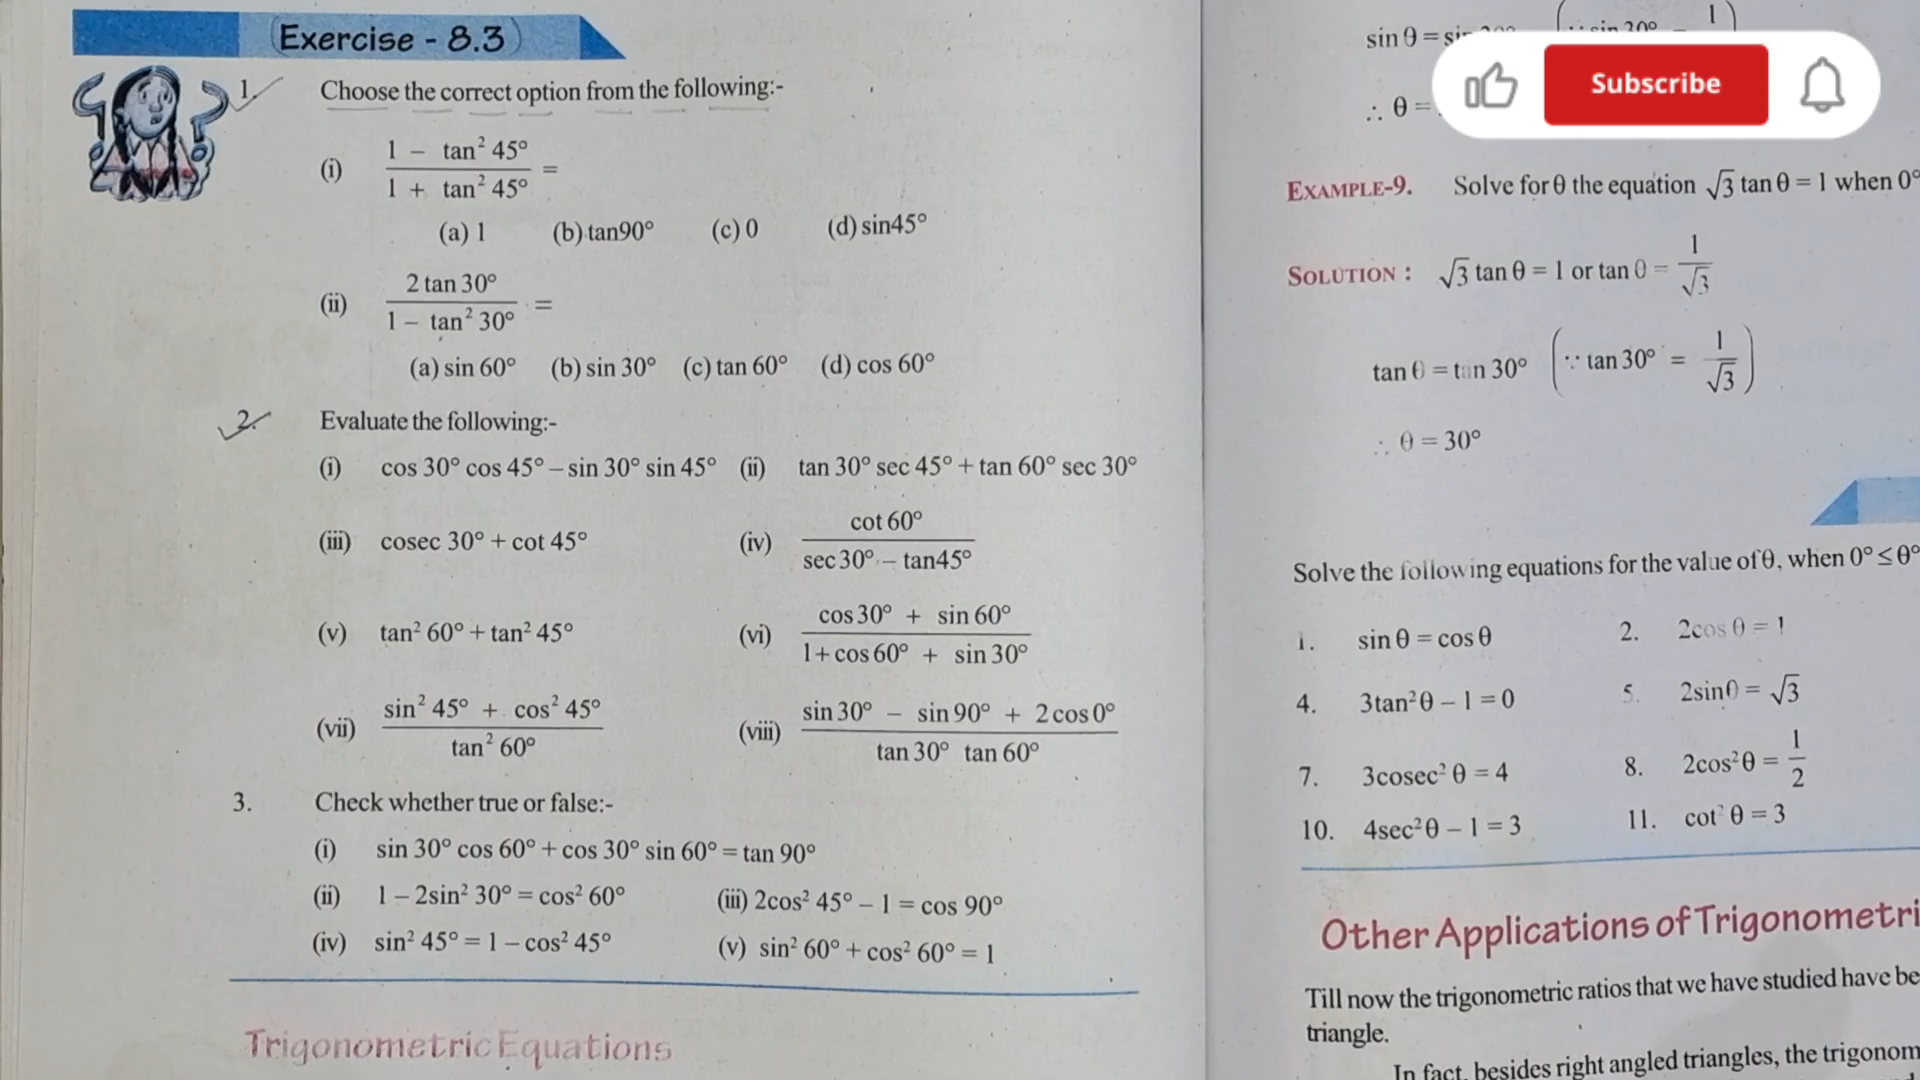 Exercise - 8.3
1. Choose the correct option from the following:-
(i) (1 – tan² 45°) / (1 + tan² 45°) =
(a) 1 (b) tan90° (c) 0 (d) sin45°
(ii) (2 tan 30°) / (1 – tan² 30°) =
(a) sin 60° (b) sin 30° (c) tan 60° (d) cos 60°
2. Evaluate the following:-
(i) cos 30° cos 45° – sin 30° sin 45° (ii) tan 30° sec 45° + tan 60° sec 30°
(iii) cosec 30° + cot 45° (iv) cot 60° / (sec 30° – tan45°)
(v) tan² 60° + tan² 45° (vi) (cos 30° + sin 60°) / (1+cos 60° + sin 30°)
(vii) (sin² 45° + cos² 45°) / tan² 60° (viii) (sin 30° – sin 90° + 2 cos 0°) / (tan 30° tan 60°)
3. Check whether true or false:-
(i) sin 30° cos 60° + cos 30° sin 60° = tan 90°
(ii) 1 – 2sin² 30° = cos² 60° (iii) 2cos² 45° – 1 = cos 90°
(iv) sin² 45° = 1 – cos² 45° (v) sin² 60° + cos² 60° = 1
Trigonometric Equations
sin θ =
∴ θ =
Subscribe
EXAMPLE-9. Solve for θ the equation √3 tan θ = 1 when 0°
SOLUTION : √3 tan θ = 1 or tan θ = 1/√3
tan θ = tan 30° (∵ tan 30° = 1/√3)
∴ θ = 30°
Solve the following equations for the value of θ, when 0° ≤ θ°
1. sin θ = cos θ 2. 2cos θ = 1
4. 3tan²θ – 1 = 0 5. 2sinθ = √3
7. 3cosec² θ = 4 8. 2cos²θ = 1/2
10. 4sec²θ – 1 = 3 11. cot² θ = 3
Other Applications of Trigonometri
Till now the trigonometric ratios that we have studied have be
triangle.
In fact, besides right angled triangles, the trigonom